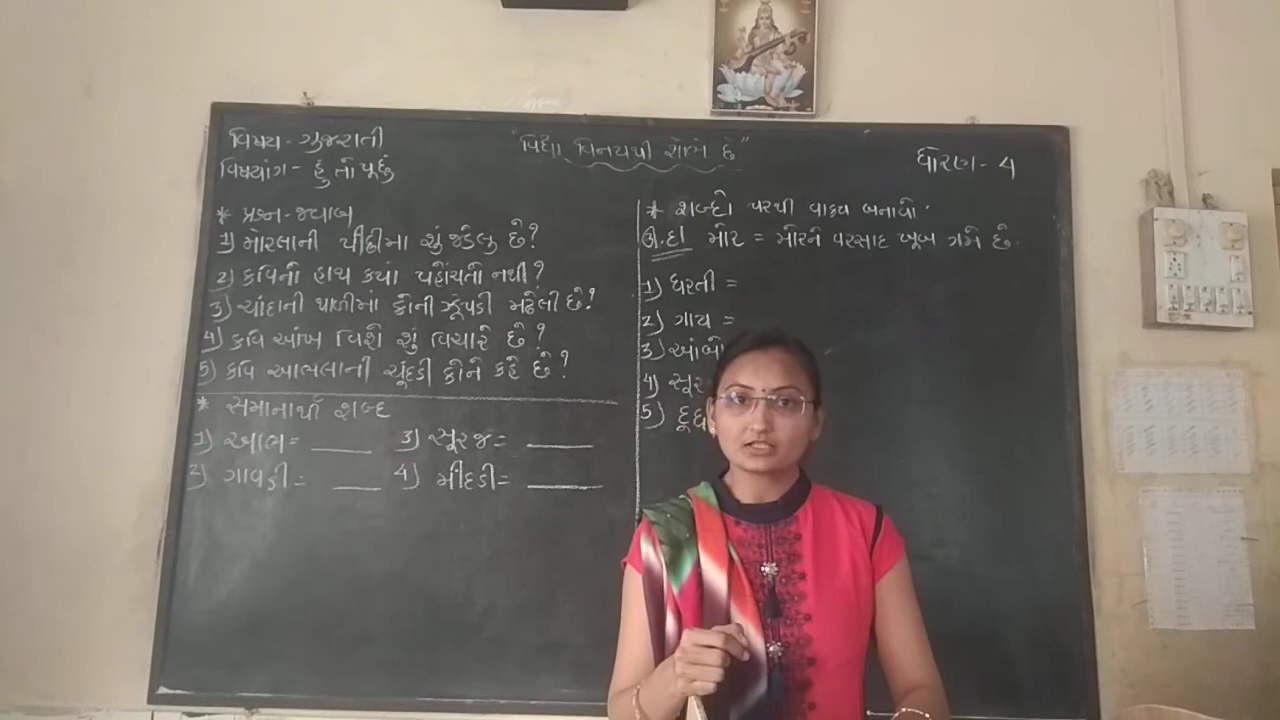 વિષય - ગુજરાતી
"વિદ્યા વિનયથી શોભે છે"
ધોરણ - 4
વિષયાંગ - હું તો પૂછું
* પ્રશ્ન - જવાબ
1) મોરલાની પીંછીમા શું જડેલુ છે?
2) કવિનો હાથ કયાં પહોંચતો નથી?
3) ચાંદાની થાળીમાં કોની ઝૂંપડી મઢેલી છે?
4) કવિ આંખ વિશે શું વિચારે છે?
5) કવિ આભલાની ચૂંદડી કોને કહે છે?
* સમાનાર્થી શબ્દ
1) આભ = ____ 3) સૂરજ = ____
2) ગાવડી = ____ 4) મીંદડી = ____
* શબ્દો પરથી વાકય બનાવો.
ઊ.દા મોર = મોરને વરસાદ ખૂબ ગમે છે.
1) ધરતી =
2) ગાય =
3) આંબો
4) સૂર
5) દૂધ